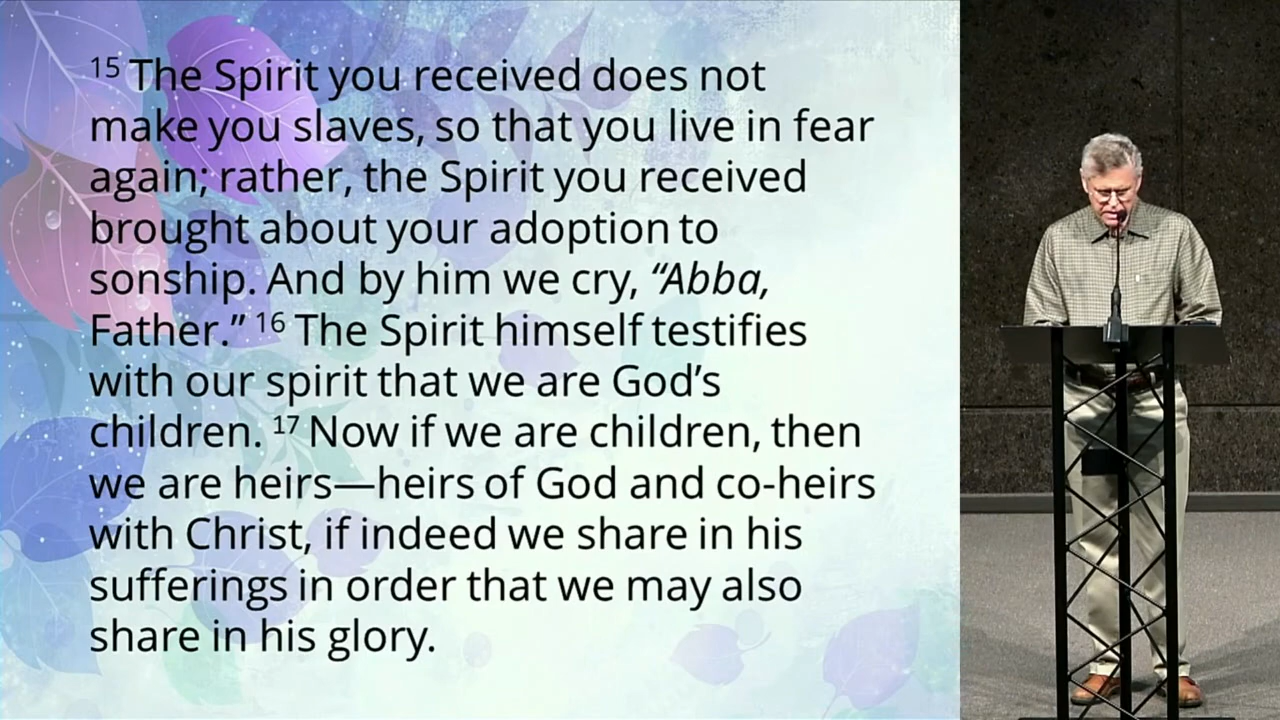 15 The Spirit you received does not
make you slaves, so that you live in fear
again; rather, the Spirit you received
brought about your adoption to
sonship. And by him we cry, “Abba,
Father.” 16 The Spirit himself testifies
with our spirit that we are God’s
children. 17 Now if we are children, then
we are heirs—heirs of God and co-heirs
with Christ, if indeed we share in his
sufferings in order that we may also
share in his glory.